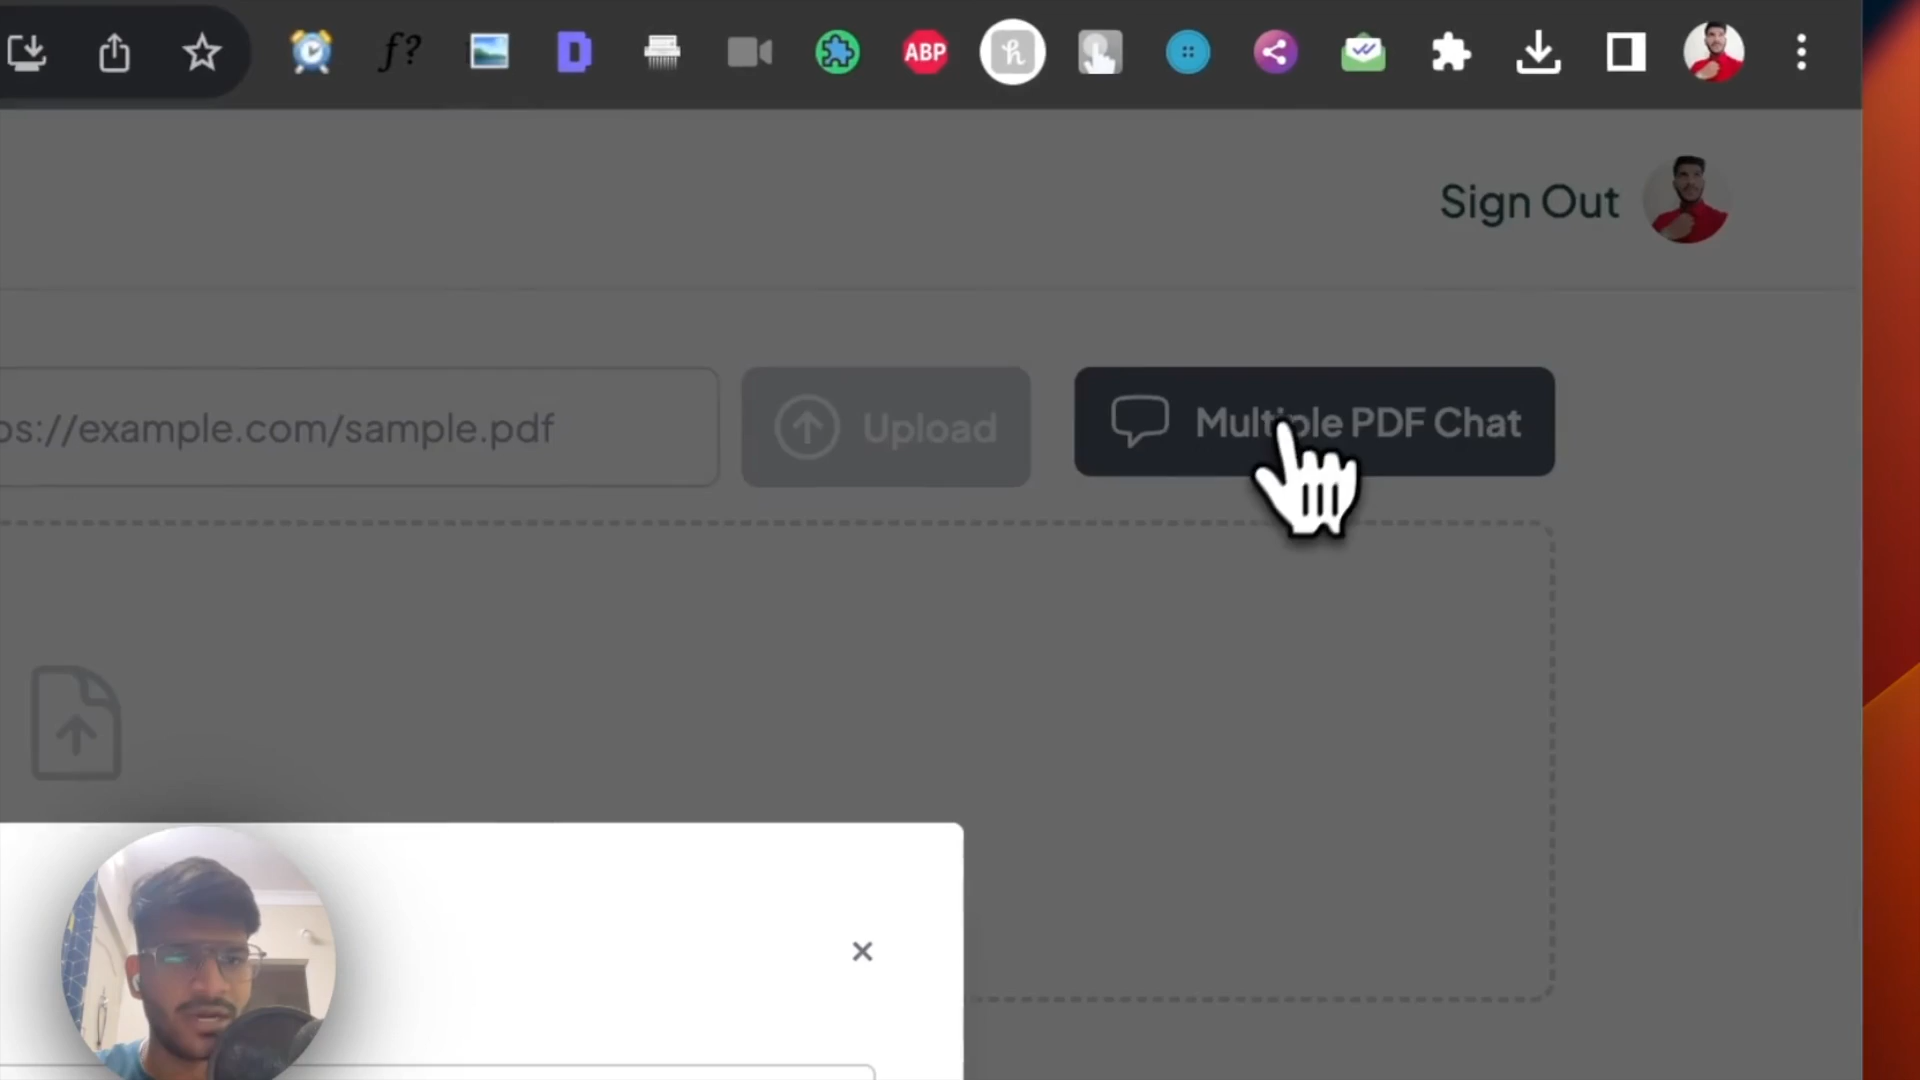 f?
D
ABP
h
Sign Out
ps://example.com/sample.pdf
Upload
Multiple PDF Chat